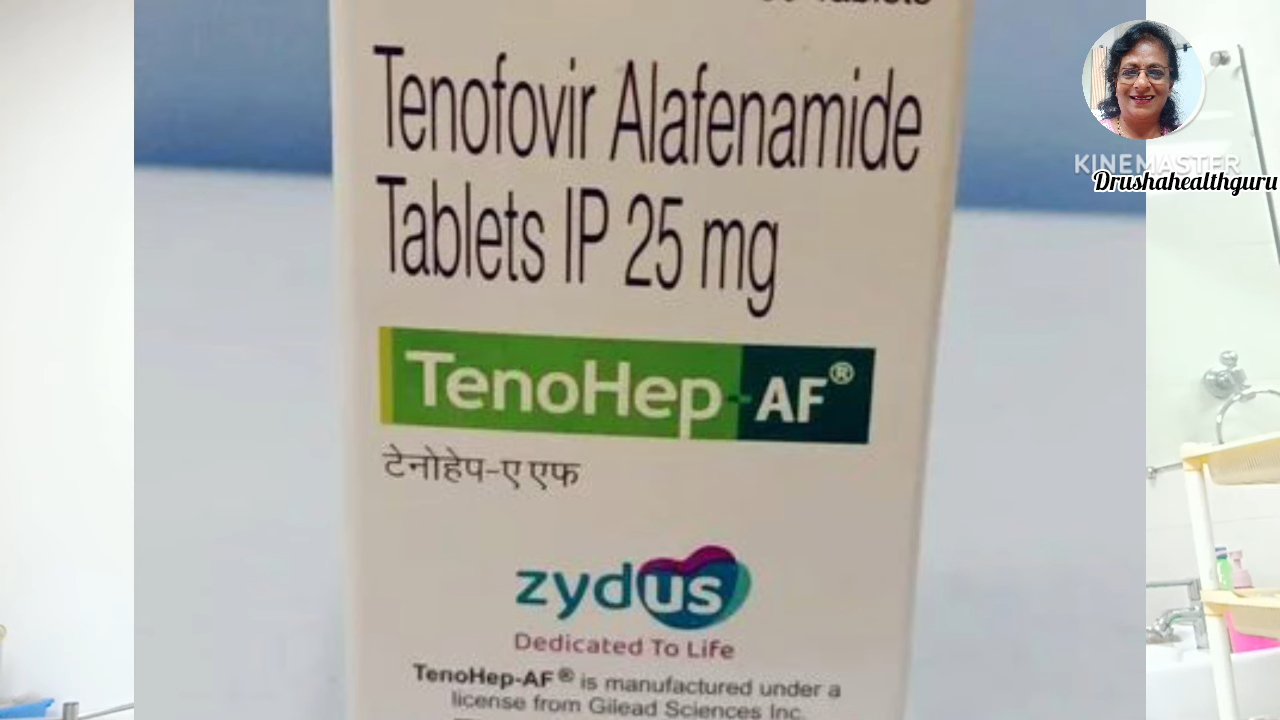 Tenofovir Alafenamide
Tablets IP 25 mg
TenoHep-AF®
टेनोहेप-ए एफ
zydus
Dedicated To Life
TenoHep-AF® is manufactured under a
license from Gilead Sciences Inc.
KINEMASTER
Drushahealthguru